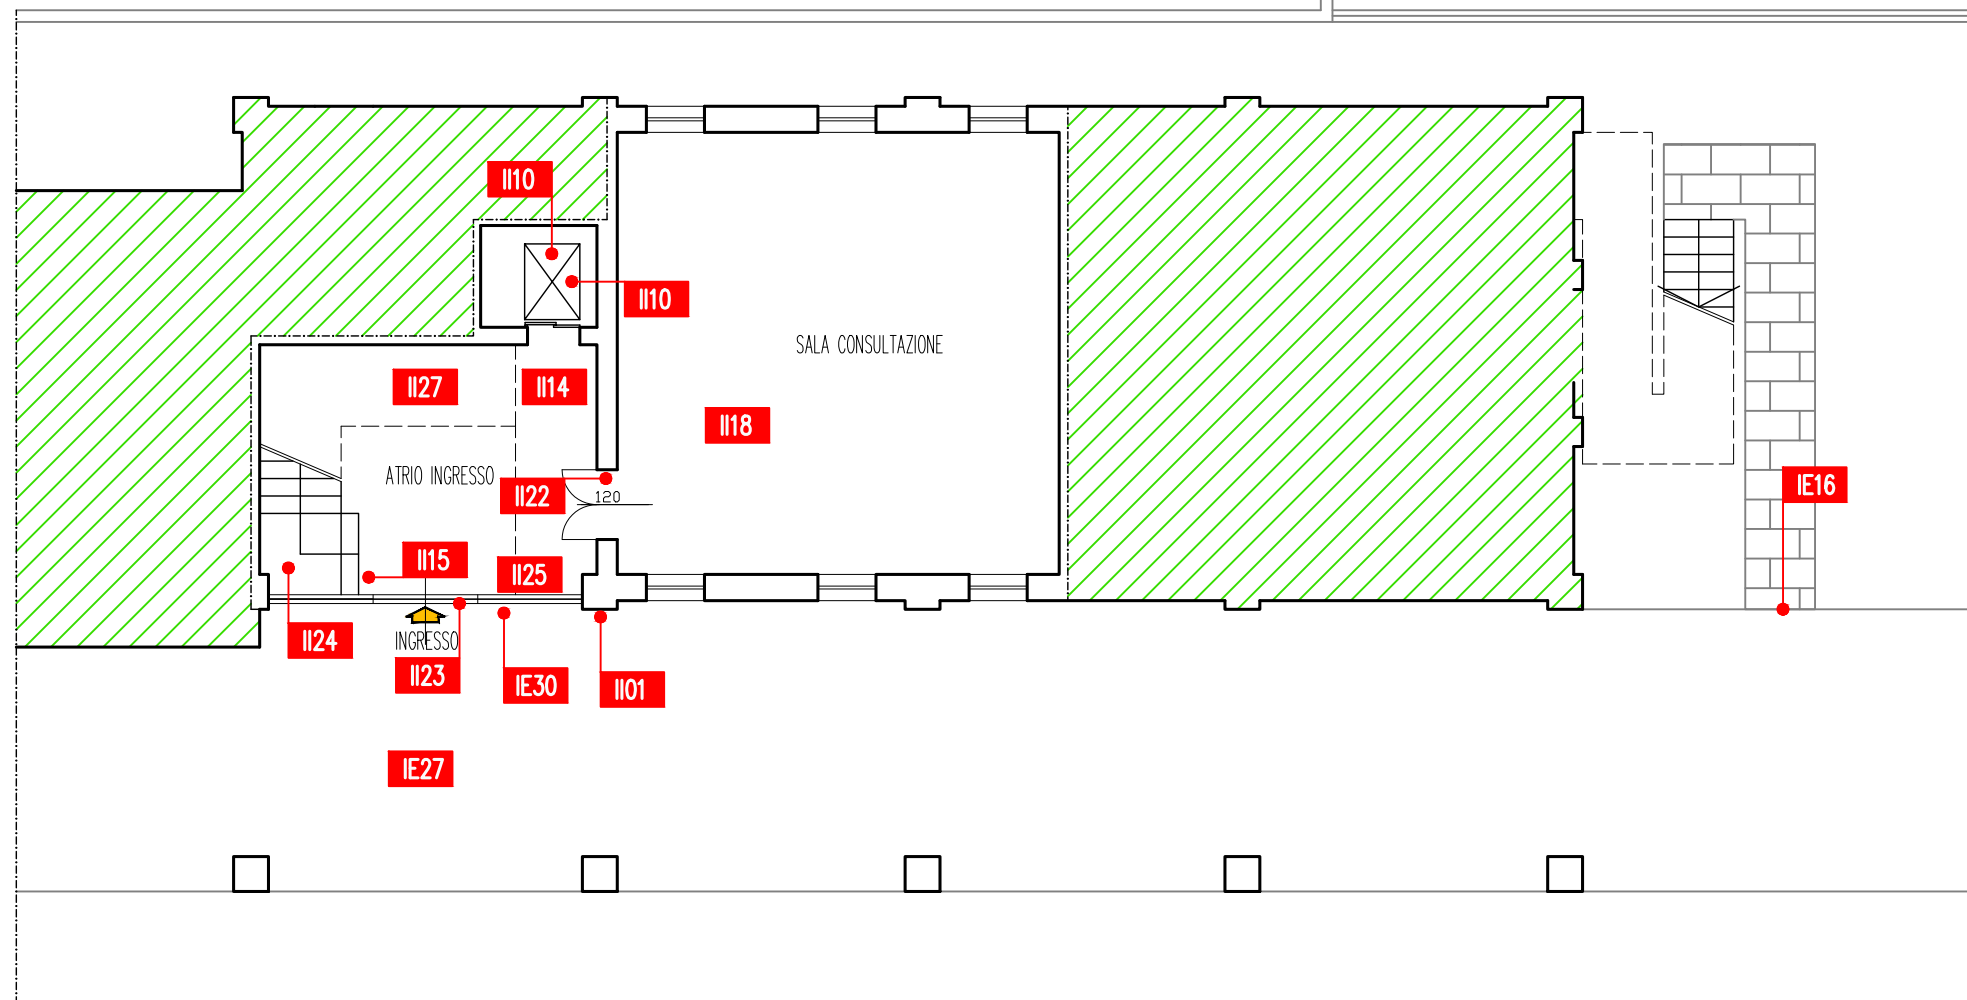 II10
II10
SALA CONSULTAZIONE
II27
II14
II18
ATRIO INGRESSO
II22
120
IE16
II15
II25
II24
INGRESSO
II23
IE30
II01
IE27